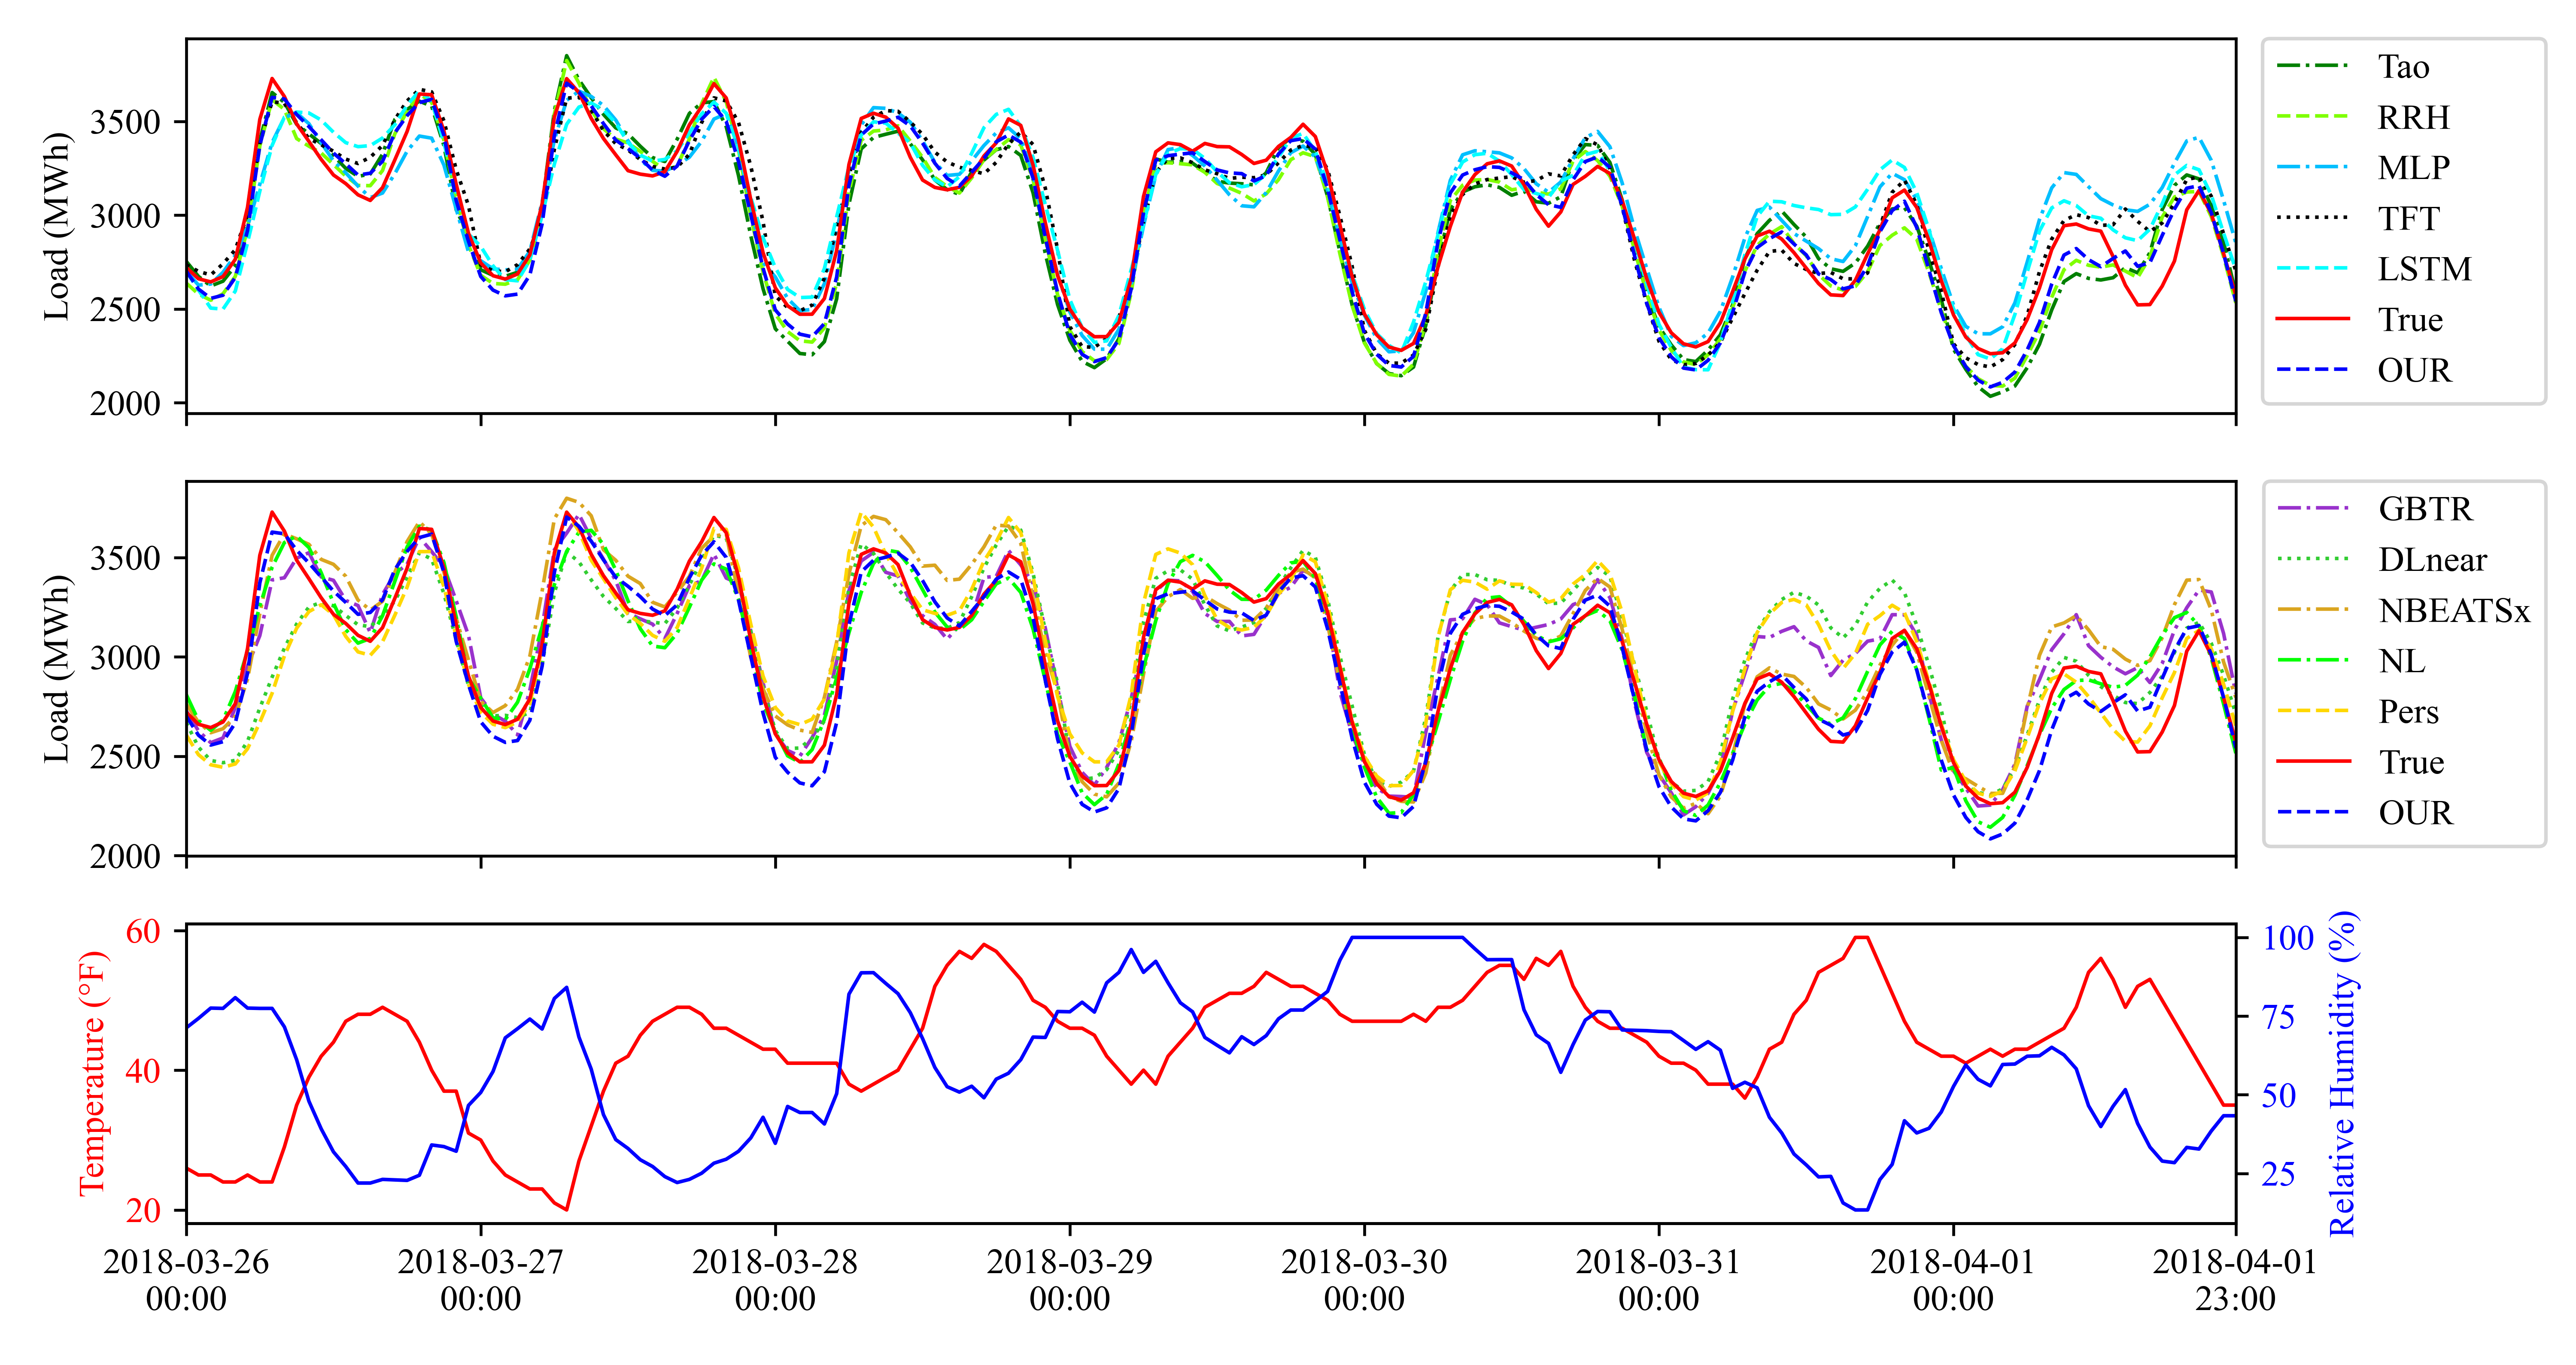 Load (MWh)
3500
3000
2500
2000
Tao
RRH
MLP
TFT
LSTM
True
OUR
Load (MWh)
3500
3000
2500
2000
GBTR
DLnear
NBEATSx
NL
Pers
True
OUR
Temperature (°F)
60
40
20
100
75
50
25
Relative Humidity (%)
2018-03-26 2018-03-27 2018-03-28 2018-03-29 2018-03-30 2018-03-31 2018-04-01 2018-04-01
00:00 00:00 00:00 00:00 00:00 00:00 00:00 23:00